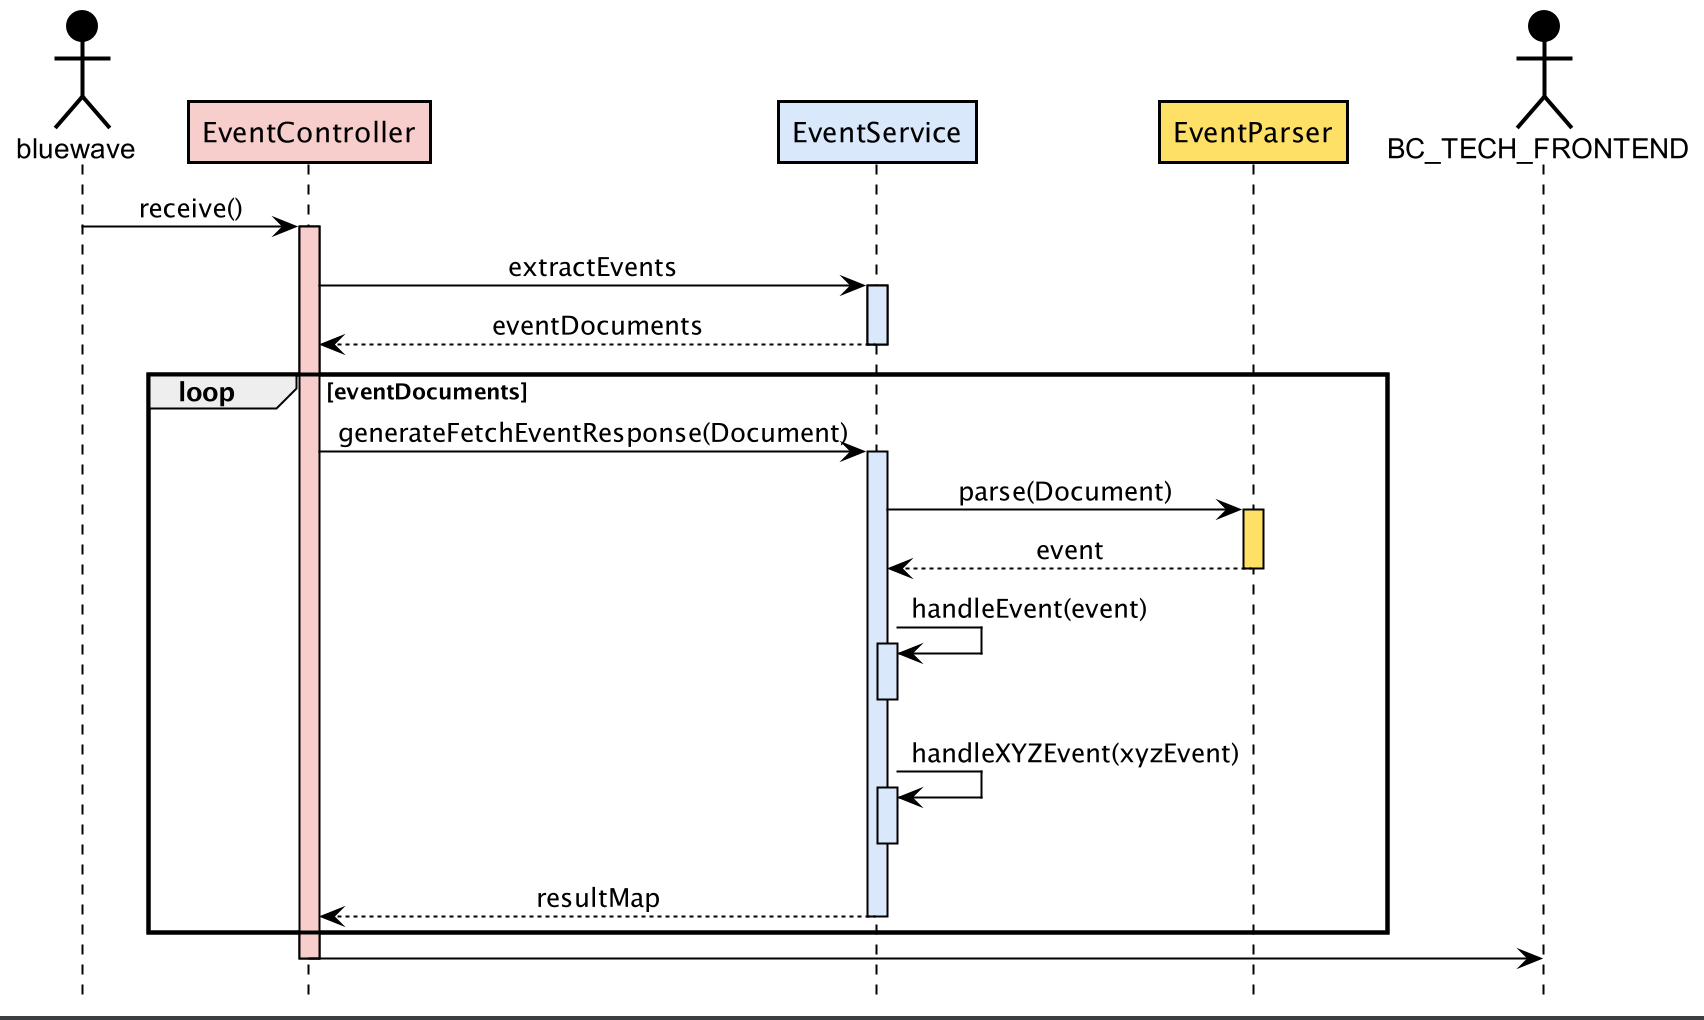 bluewave
EventController
EventService
EventParser
BC_TECH_FRONTEND
receive()
extractEvents
eventDocuments
loop
[eventDocuments]
generateFetchEventResponse(Document)
parse(Document)
event
handleEvent(event)
handleXYZEvent(xyzEvent)
resultMap